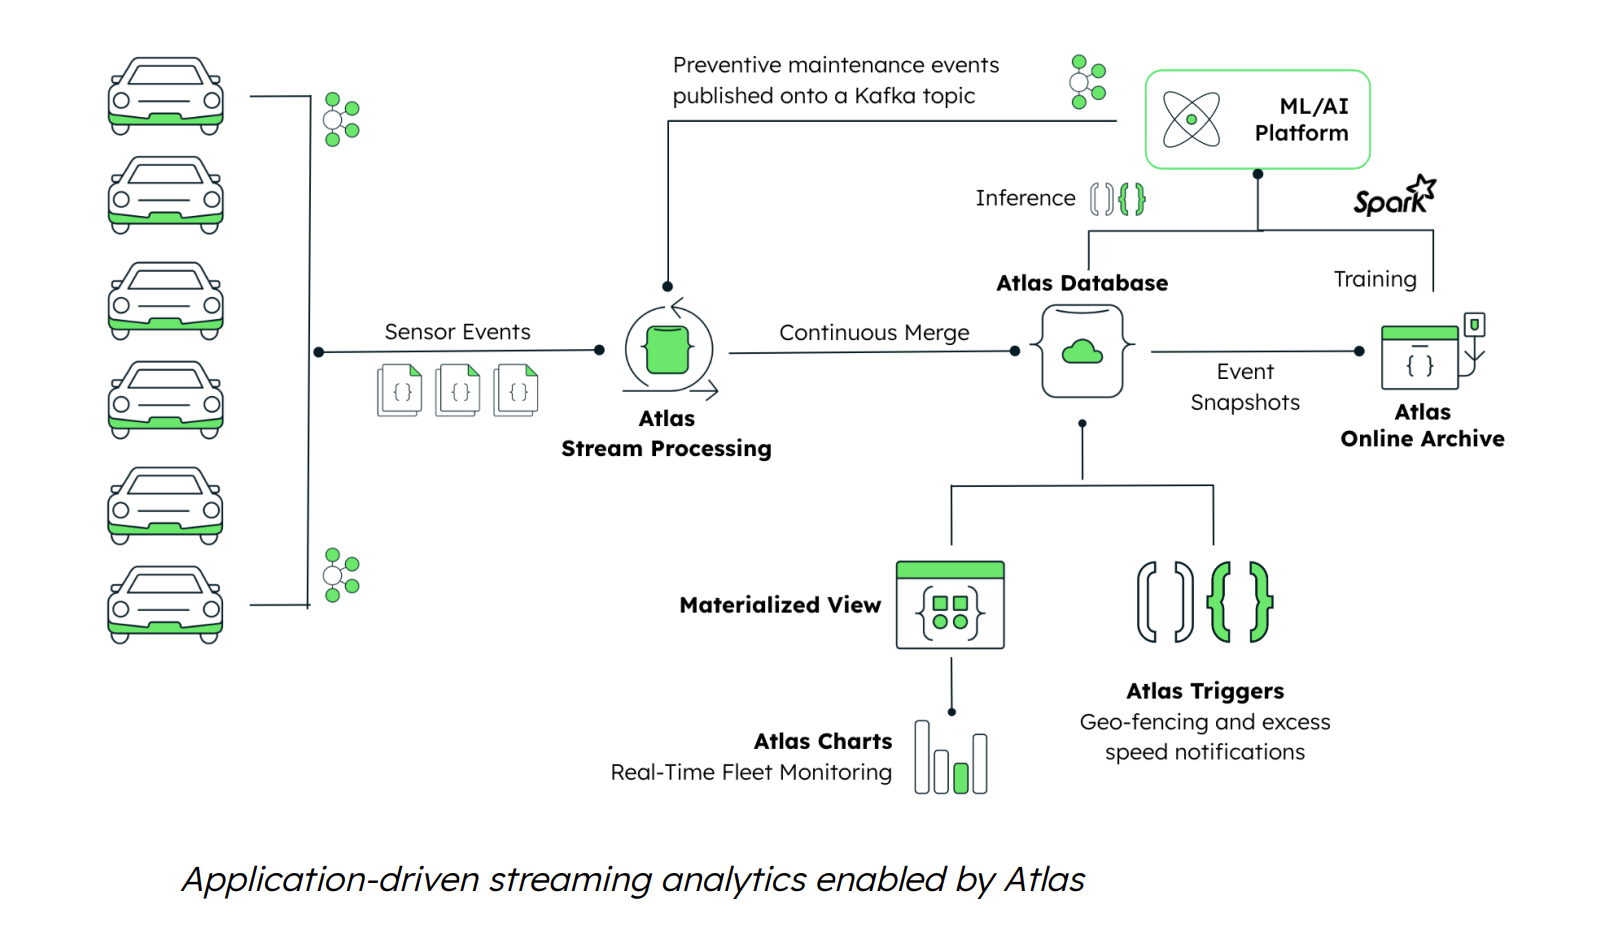 Preventive maintenance events
published onto a Kafka topic
ML/AI
Platform
Inference
Spark
Training
Atlas Database
Sensor Events
Continuous Merge
Event
Snapshots
Atlas
Stream Processing
Atlas
Online Archive
Materialized View
Atlas Triggers
Geo-fencing and excess
speed notifications
Atlas Charts
Real-Time Fleet Monitoring
Application-driven streaming analytics enabled by Atlas